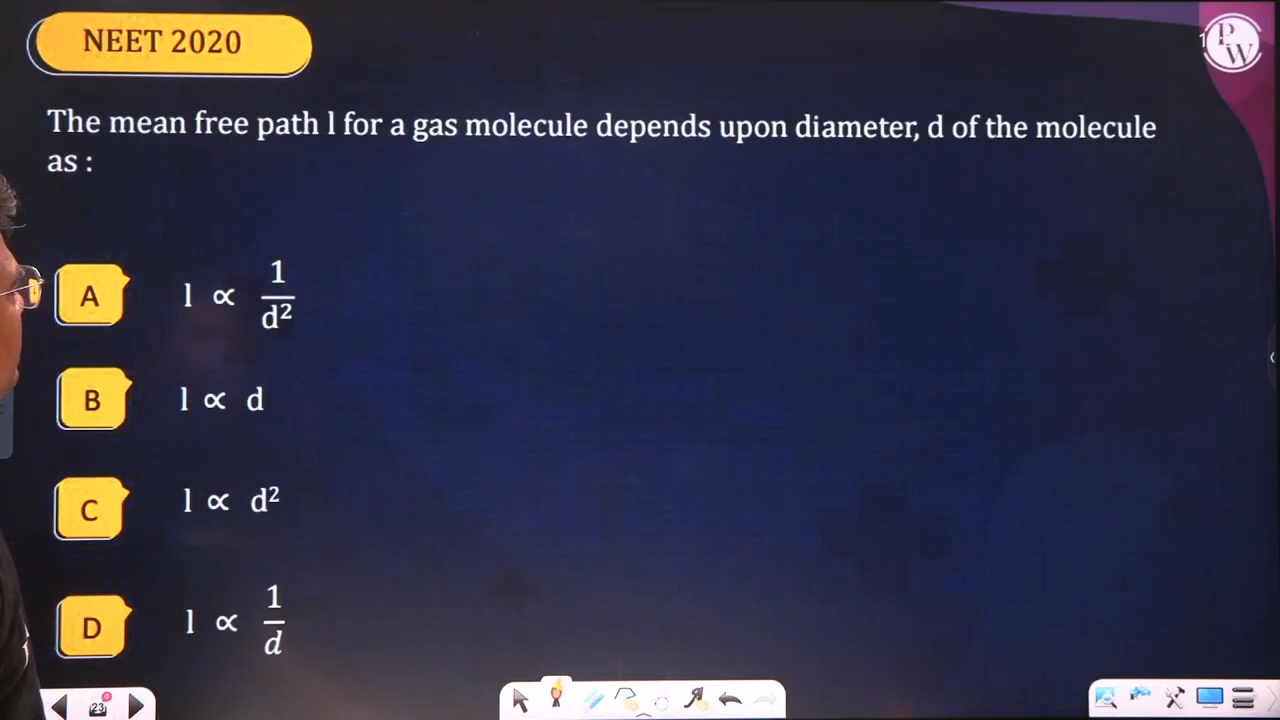 NEET 2020
P
W
The mean free path l for a gas molecule depends upon diameter, d of the molecule
as :
A l ∝ 1/d²
B l ∝ d
C l ∝ d²
D l ∝ 1/d
23